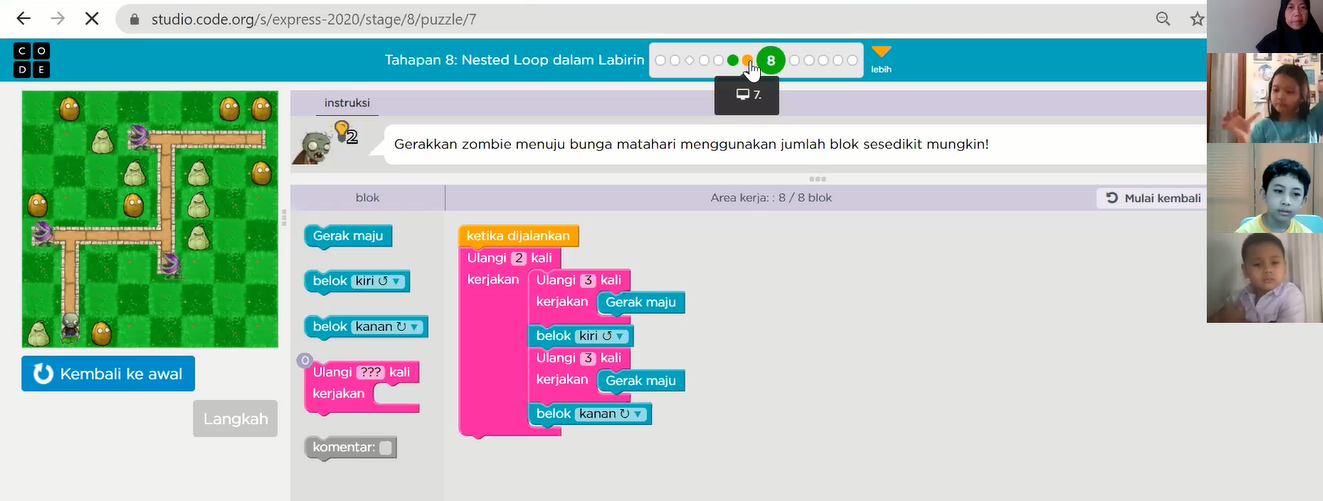 studio.code.org/s/express-2020/stage/8/puzzle/7
CODE
Tahapan 8: Nested Loop dalam Labirin
8
lebih
7.
instruksi
2
Gerakkan zombie menuju bunga matahari menggunakan jumlah blok sesedikit mungkin!
blok
Area kerja: : 8 / 8 blok
Mulai kembali
Gerak maju
belok kiri
belok kanan
0
Ulangi ??? kali
kerjakan
komentar:
ketika dijalankan
Ulangi 2 kali
kerjakan
Ulangi 3 kali
kerjakan Gerak maju
belok kiri
Ulangi 3 kali
kerjakan Gerak maju
belok kanan
Kembali ke awal
Langkah